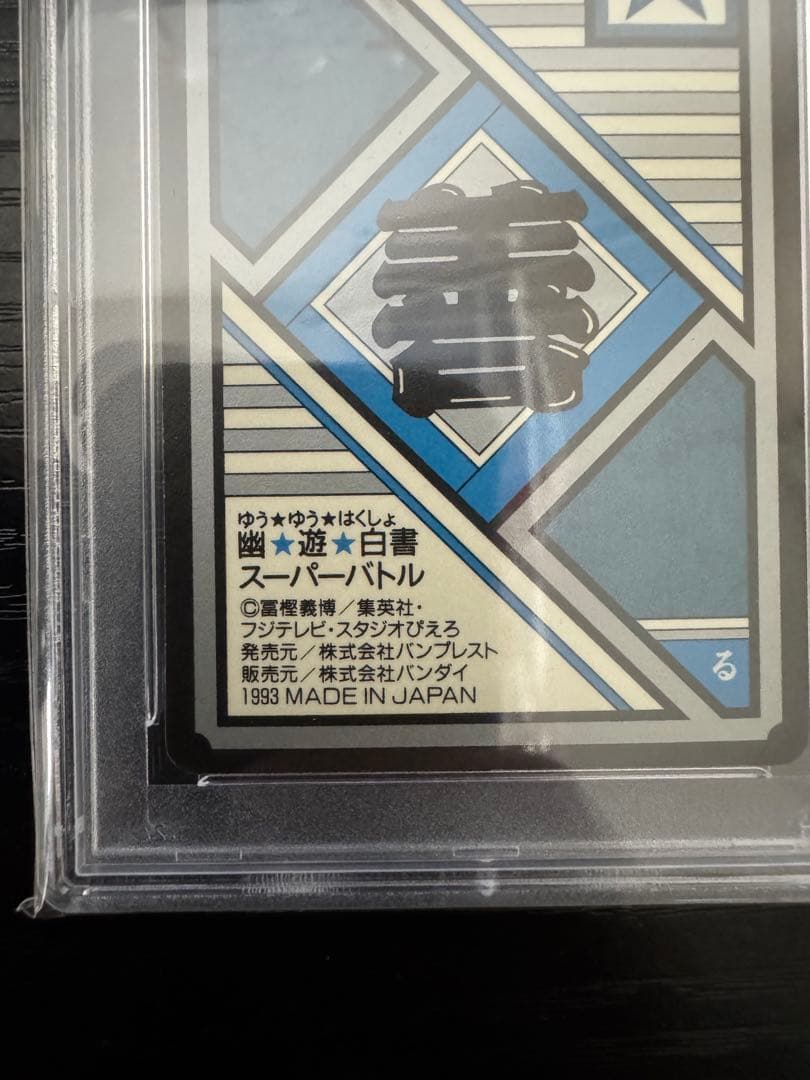 書
ゆう★ゆう★はくしょ
幽★遊★白書
スーパーバトル
©冨樫義博／集英社・
フジテレビ・スタジオぴえろ
発売元／株式会社バンプレスト
販売元／株式会社バンダイ
1993 MADE IN JAPAN
る